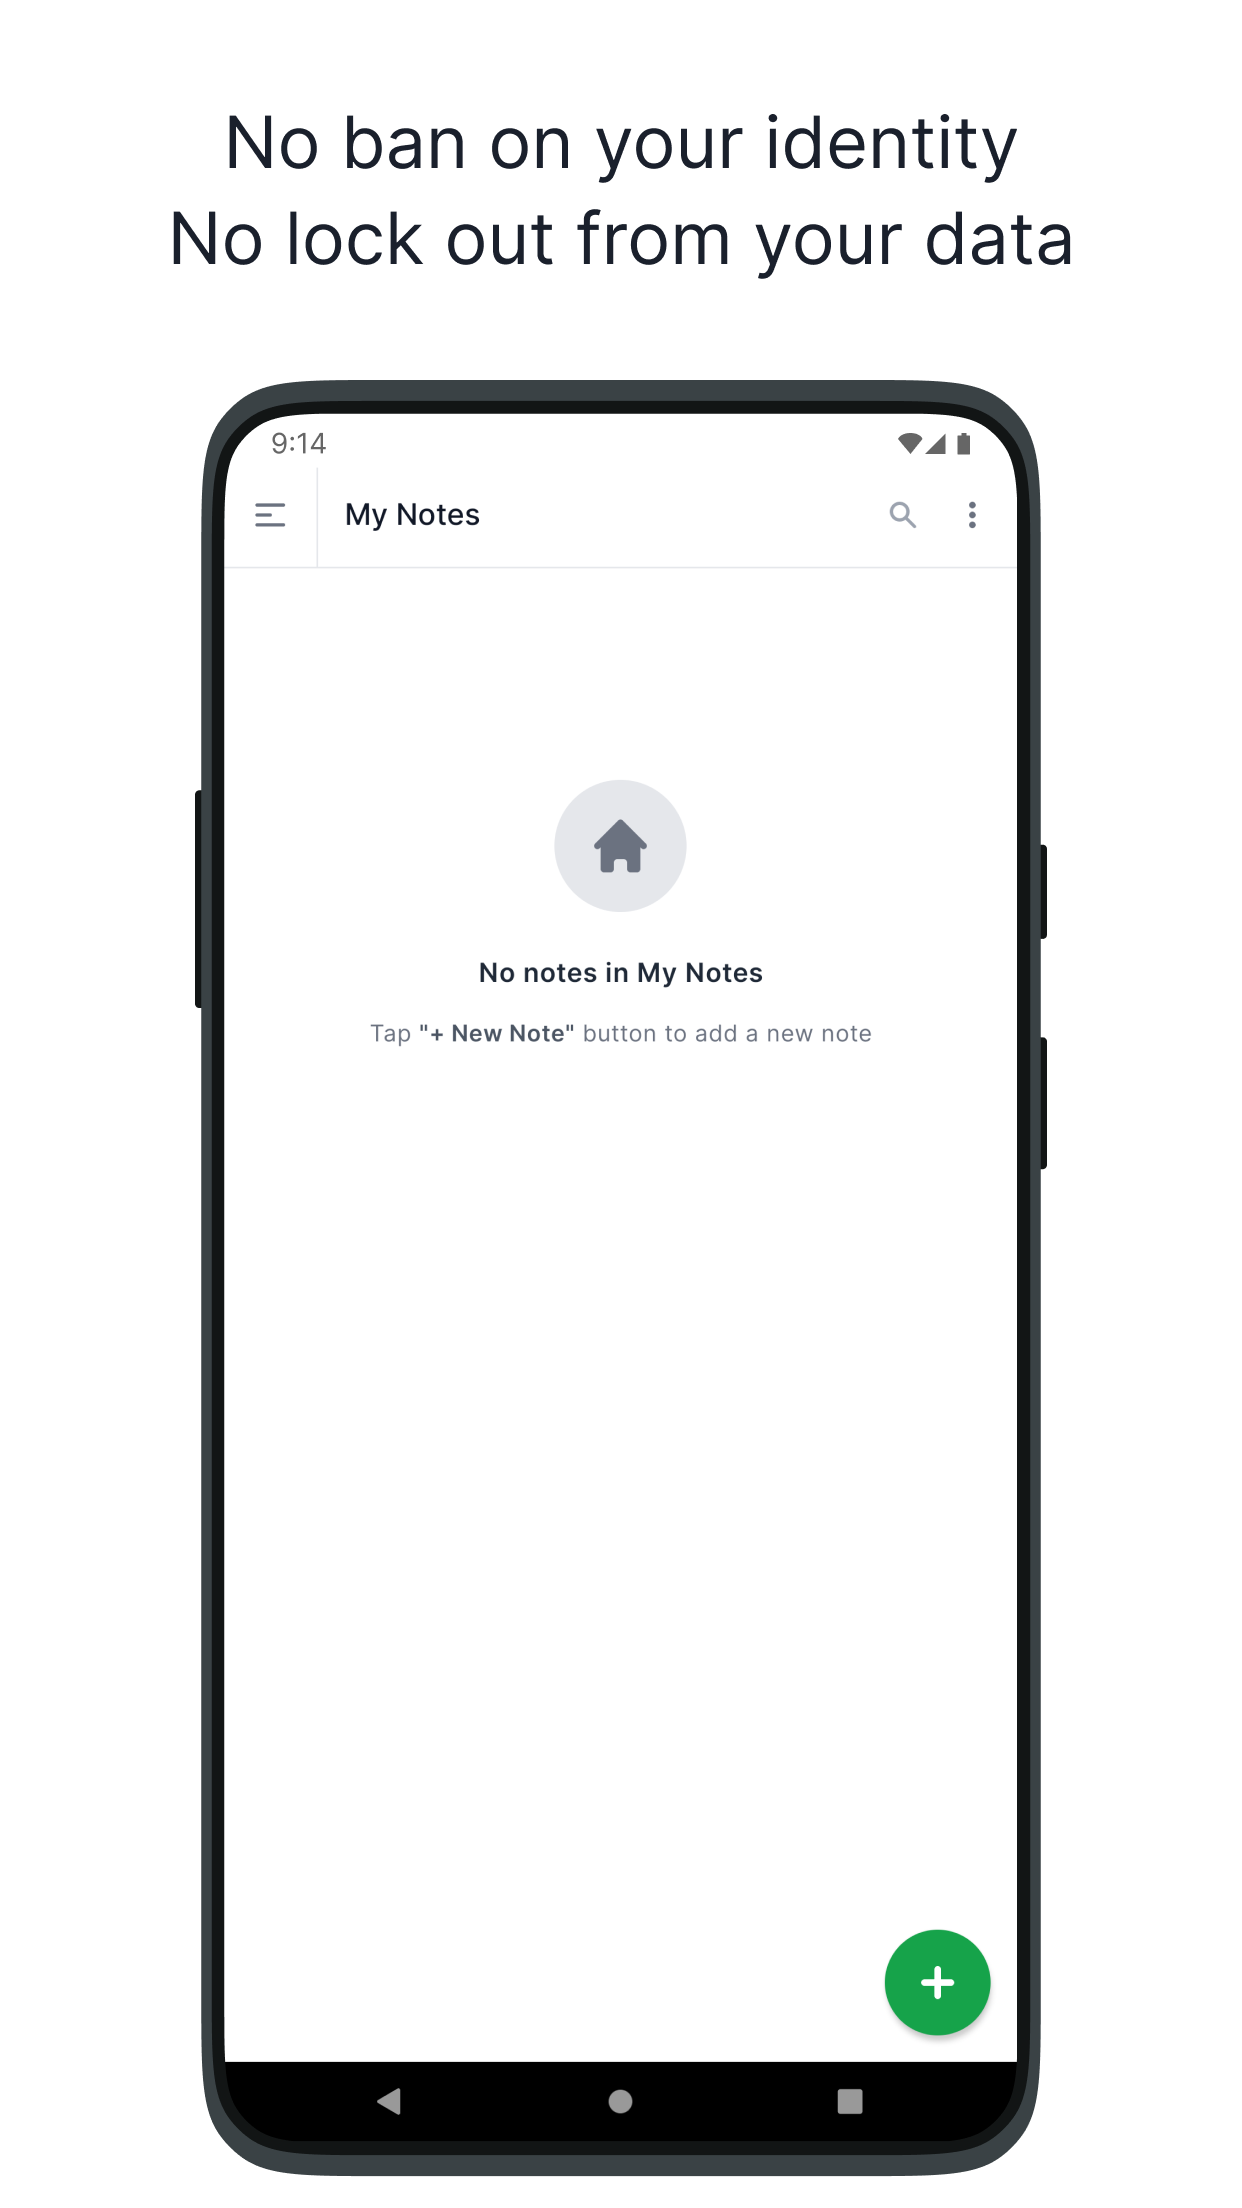 No ban on your identity
No lock out from your data
9:14
My Notes
No notes in My Notes
Tap "+ New Note" button to add a new note